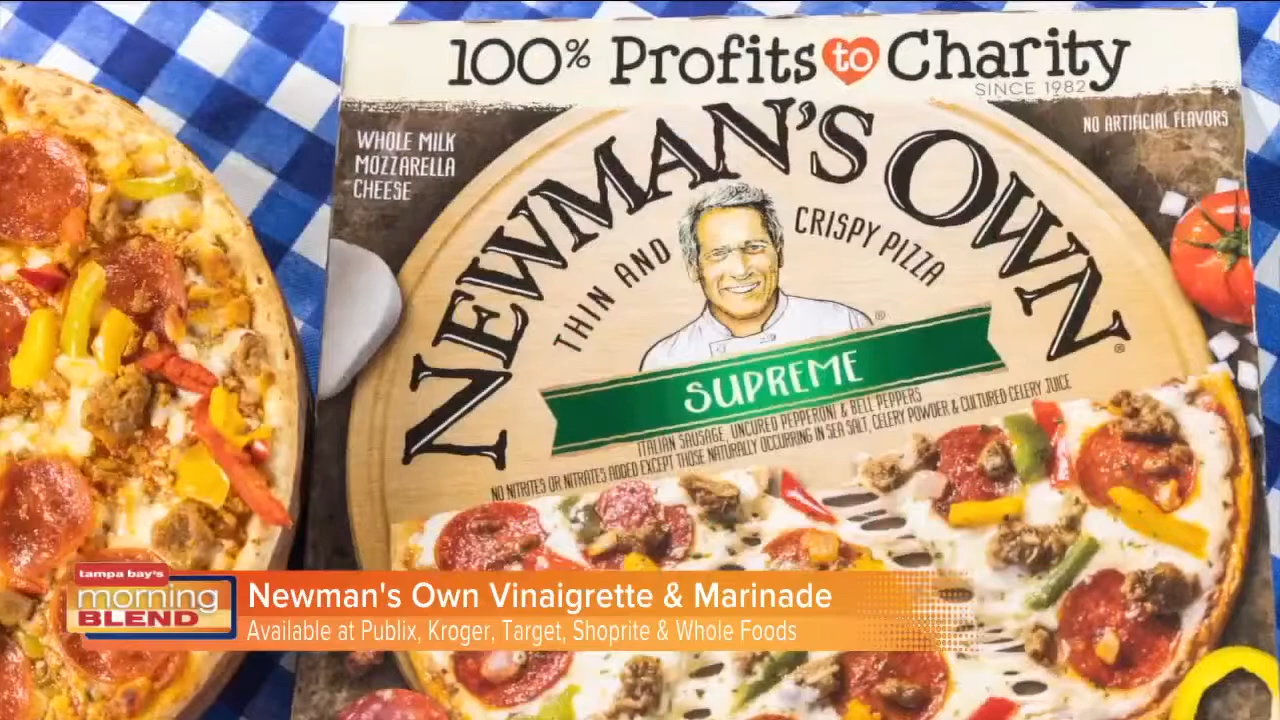 100% Profits to Charity
SINCE 1982
WHOLE MILK
MOZZARELLA
CHEESE
NO ARTIFICIAL FLAVORS
NEWMAN'S OWN®
THIN AND CRISPY PIZZA
®
SUPREME
ITALIAN SAUSAGE, UNCURED PEPPERONI & BELL PEPPERS
NO NITRITES OR NITRATES ADDED EXCEPT THOSE NATURALLY OCCURRING IN SEA SALT, CELERY POWDER & CULTURED CELERY JUICE
tampa bay's
morning
BLEND
Newman's Own Vinaigrette & Marinade
Available at Publix, Kroger, Target, Shoprite & Whole Foods